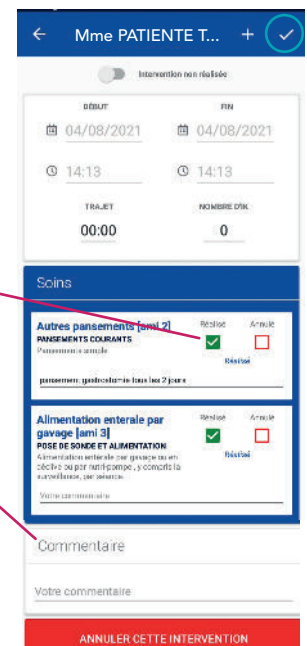 Mme PATIENTE T...
Intervention non réalisée
DÉBUT FIN
04/08/2021 04/08/2021
14:13 14:13
TRAJET NOMBRE D'IK
00:00 0
Soins
Autres pansements [ami 2] Réalisé Annulé
PANSEMENTS COURANTS
Pansements simple
Réalisé
pansement gastrostomie tous les 2 jours
Alimentation enterale par Réalisé Annulé
gavage [ami 3]
POSE DE SONDE ET ALIMENTATION
Alimentation entérale par gavage ou en Réalisé
déclive ou par nutri-pompe, y compris la
surveillance, par séance
Votre commentaire
Commentaire
Votre commentaire
ANNULER CETTE INTERVENTION